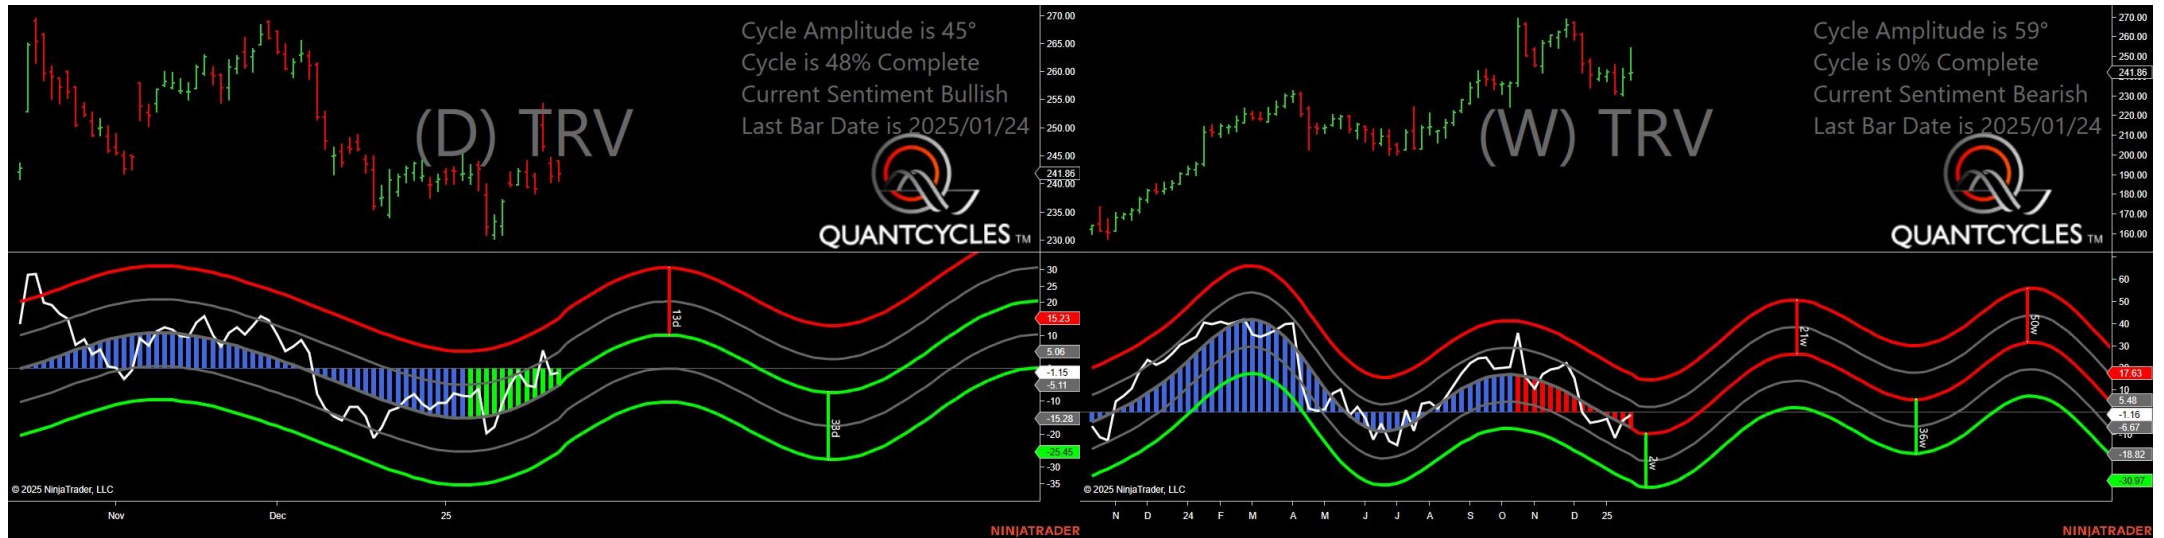 Cycle Amplitude is 45°
Cycle is 48% Complete
Current Sentiment Bullish
Last Bar Date is 2025/01/24
(D) TRV
QUANTCYCLES TM
270.00
265.00
260.00
255.00
250.00
245.00
241.86
240.00
235.00
230.00
13d
38d
30
25
20
15.23
10
5.06
-1.15
-5.11
-10
-15.28
-20
-25.45
-30
-35
© 2025 NinjaTrader, LLC
Nov
Dec
25
NINJATRADER
Cycle Amplitude is 59°
Cycle is 0% Complete
Current Sentiment Bearish
Last Bar Date is 2025/01/24
(W) TRV
QUANTCYCLES TM
270.00
260.00
250.00
241.86
230.00
220.00
210.00
200.00
190.00
180.00
170.00
160.00
2w
21w
36w
50w
60
50
40
30
17.63
10
5.48
-1.16
-6.67
-18.82
-30.97
© 2025 NinjaTrader, LLC
N D 24 F M A M J J A S O N D 25
NINJATRADER